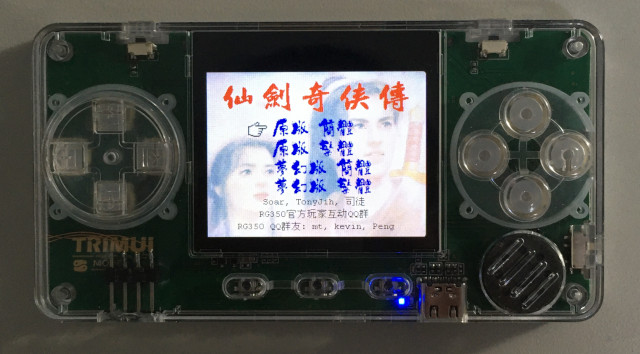 仙劍奇俠傳
原版 簡體
原版 繁體
夢幻版 簡體
夢幻版 繁體
Soar, TonyJih, 司徒
RG350官方玩家互动QQ群
RG350 QQ群友: mt, kevin, Peng
TRIMUI